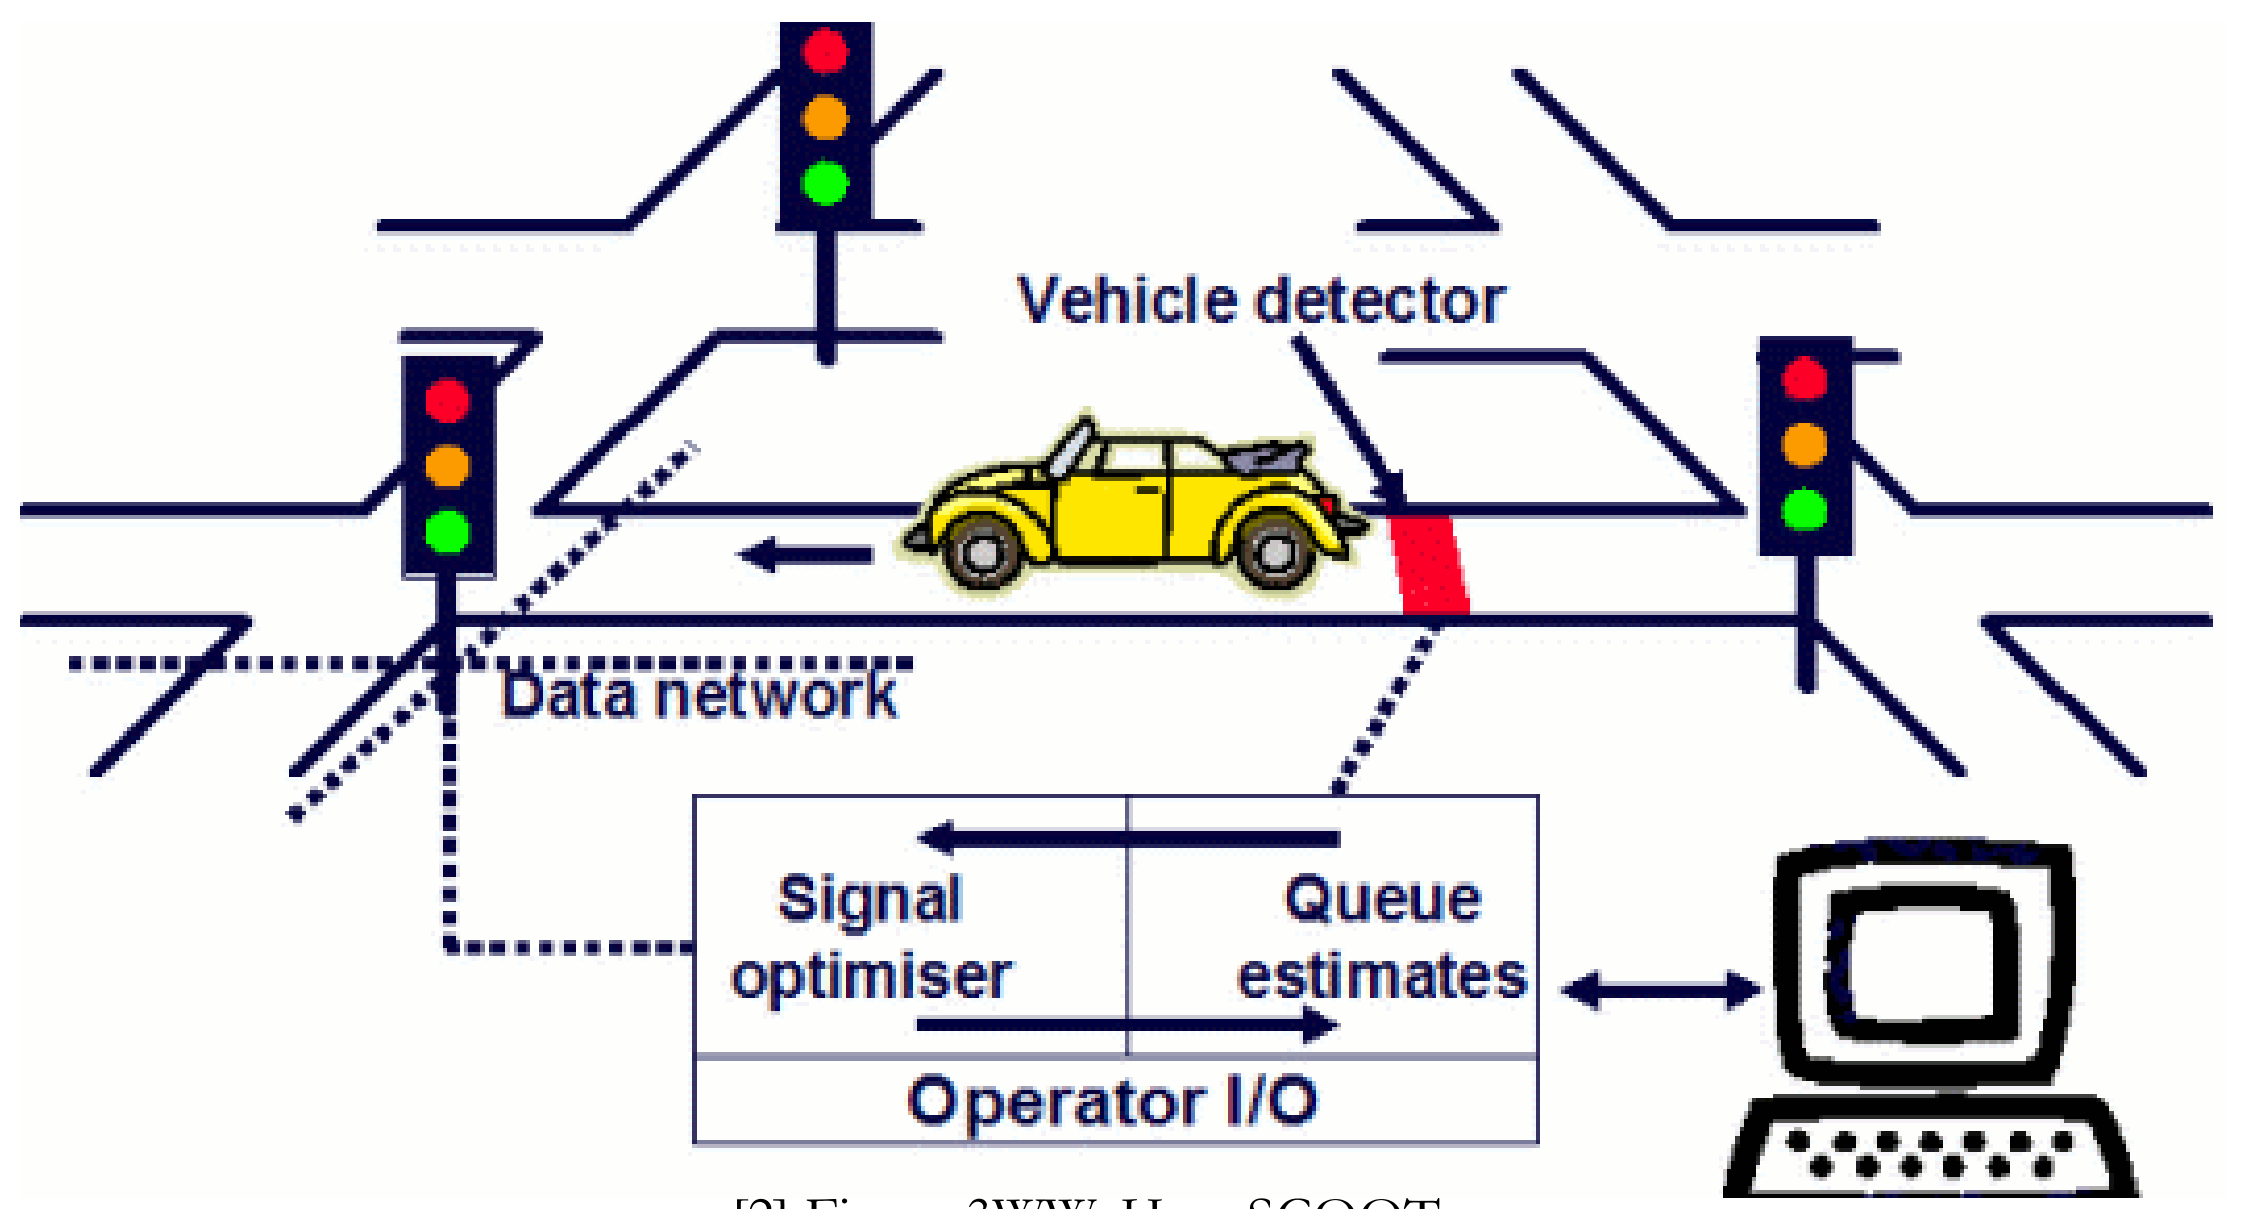 Vehicle detector
Data network
Signal
optimiser
Queue
estimates
Operator I/O